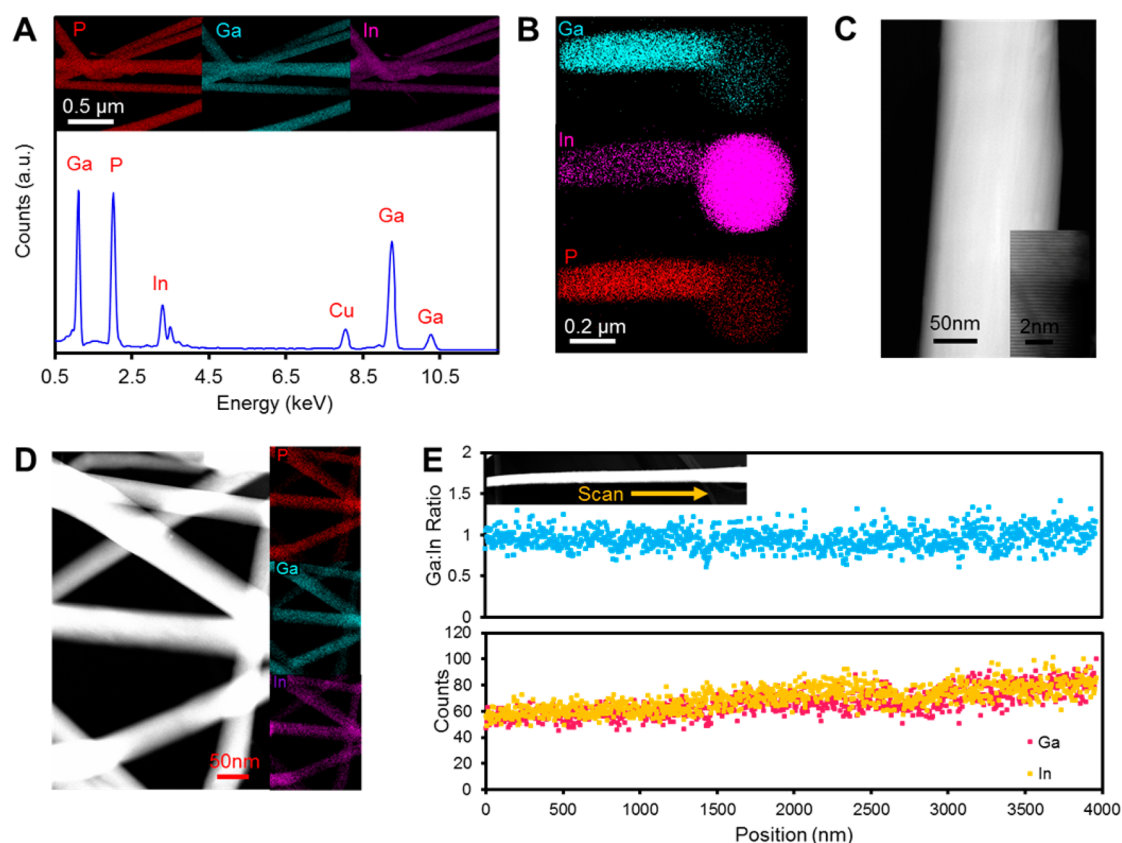 A
P
Ga
In
0.5 µm
Counts (a.u.)
Ga
P
In
Cu
Ga
Ga
0.5
2.5
4.5
6.5
8.5
10.5
Energy (keV)
B
Ga
In
P
0.2 µm
C
50nm
2nm
D
P
Ga
In
50nm
E
Scan
Ga:In Ratio
2
1.5
1
0.5
0
Counts
120
100
80
60
40
20
0
Ga
In
0
500
1000
1500
2000
2500
3000
3500
4000
Position (nm)